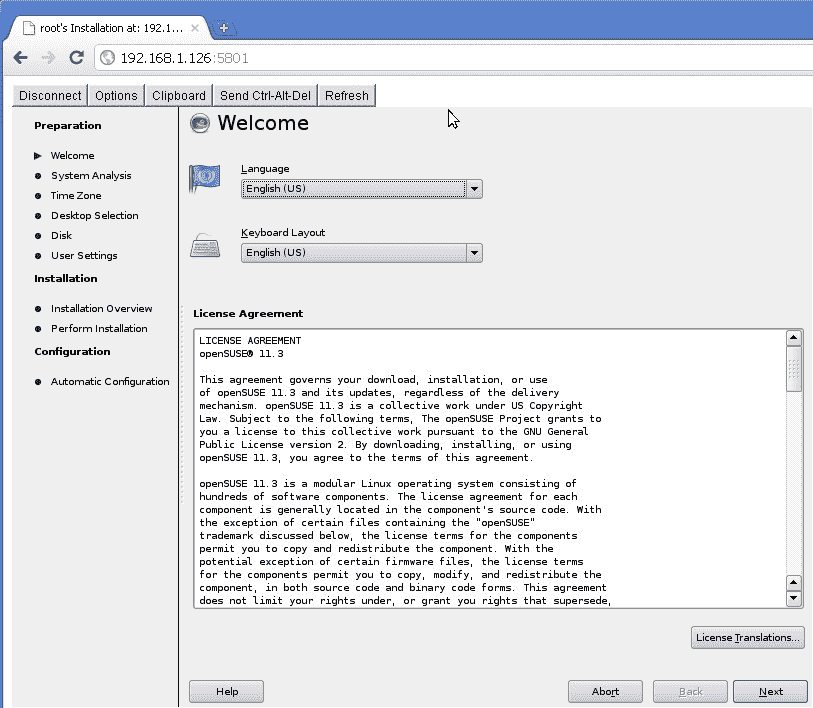 root's Installation at: 192.1...
192.168.1.126:5801
Disconnect Options Clipboard Send Ctrl-Alt-Del Refresh
Preparation
Welcome
System Analysis
Time Zone
Desktop Selection
Disk
User Settings
Installation
Installation Overview
Perform Installation
Configuration
Automatic Configuration
Welcome
Language
English (US)
Keyboard Layout
English (US)
License Agreement
LICENSE AGREEMENT
openSUSE® 11.3
This agreement governs your download, installation, or use
of openSUSE 11.3 and its updates, regardless of the delivery
mechanism. openSUSE 11.3 is a collective work under US Copyright
Law. Subject to the following terms, The openSUSE Project grants to
you a license to this collective work pursuant to the GNU General
Public License version 2. By downloading, installing, or using
openSUSE 11.3, you agree to the terms of this agreement.
openSUSE 11.3 is a modular Linux operating system consisting of
hundreds of software components. The license agreement for each
component is generally located in the component's source code. With
the exception of certain files containing the "openSUSE"
trademark discussed below, the license terms for the components
permit you to copy and redistribute the component. With the
potential exception of certain firmware files, the license terms
for the components permit you to copy, modify, and redistribute the
component, in both source code and binary code forms. This agreement
does not limit your rights under, or grant you rights that supersede,
License Translations...
Help Abort Back Next